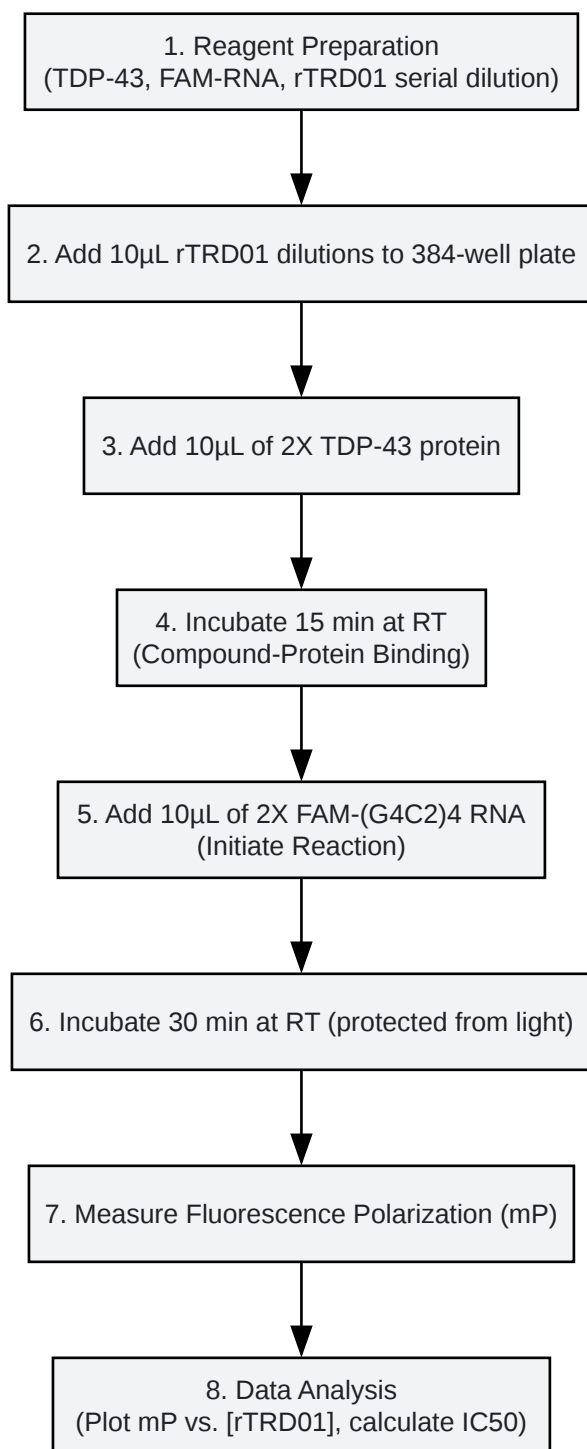 1. Reagent Preparation
(TDP-43, FAM-RNA, rTRD01 serial dilution)
2. Add 10µL rTRD01 dilutions to 384-well plate
3. Add 10µL of 2X TDP-43 protein
4. Incubate 15 min at RT
(Compound-Protein Binding)
5. Add 10µL of 2X FAM-(G4C2)4 RNA
(Initiate Reaction)
6. Incubate 30 min at RT (protected from light)
7. Measure Fluorescence Polarization (mP)
8. Data Analysis
(Plot mP vs. [rTRD01], calculate IC50)